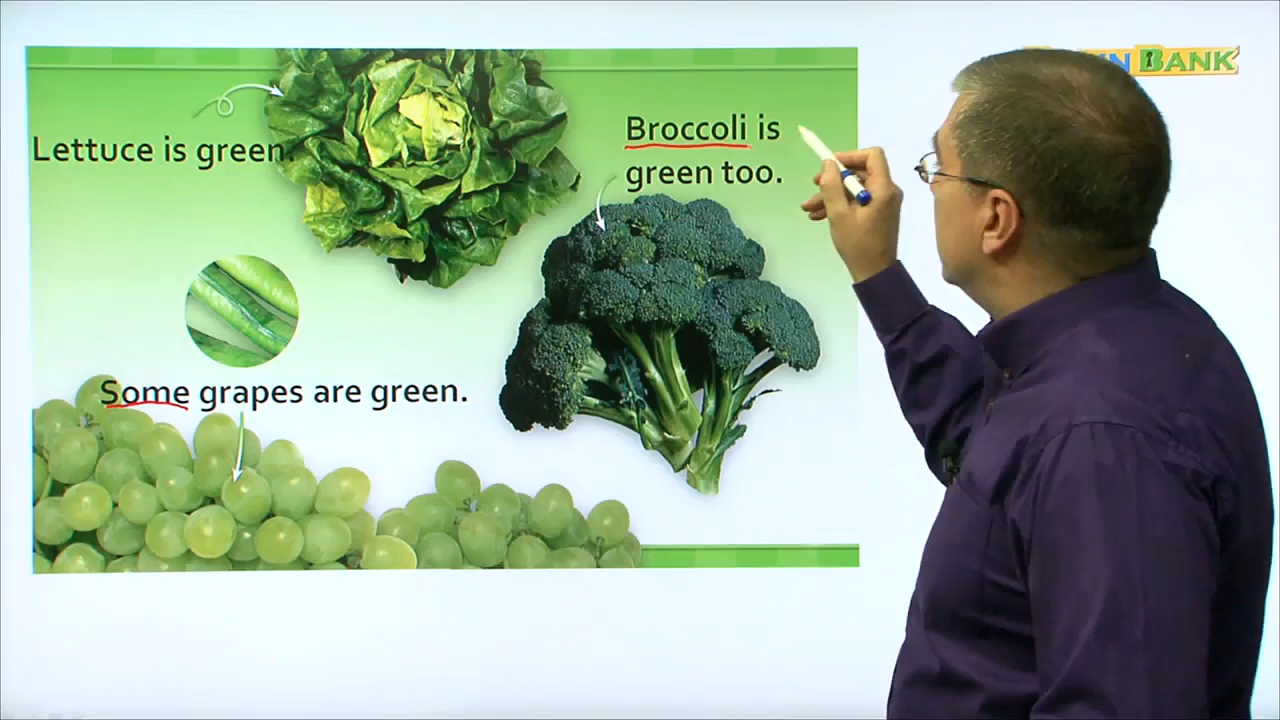 Lettuce is green.
Broccoli is
green too.
Some grapes are green.
BANK